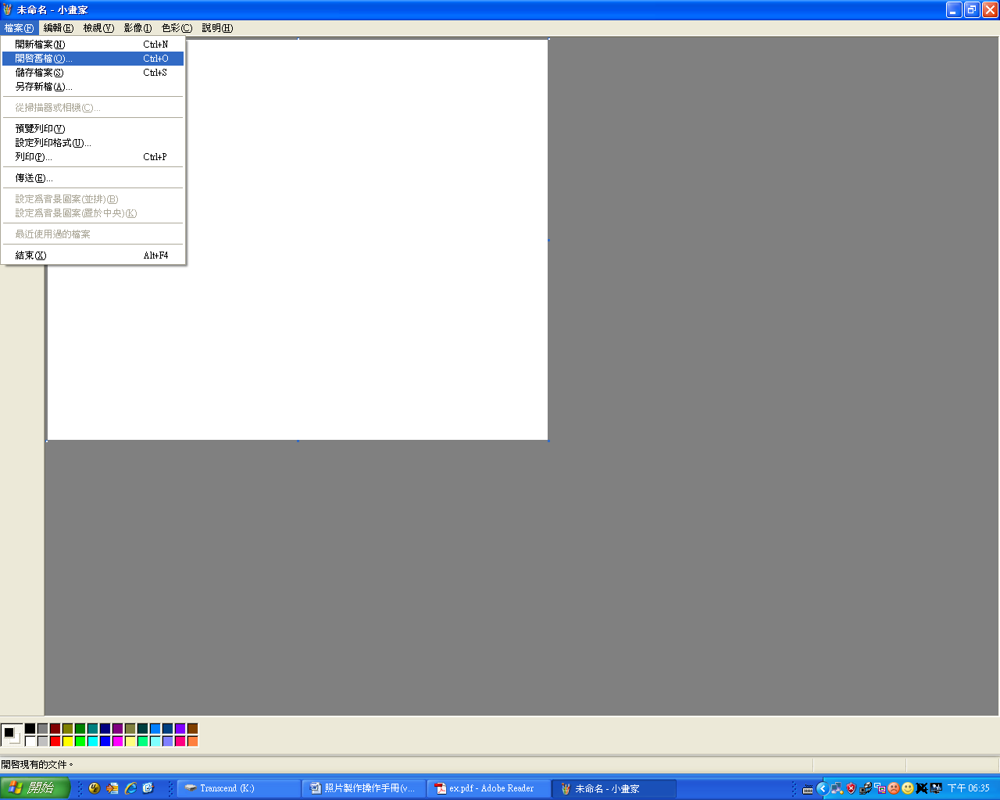 未命名 - 小畫家
檔案(F) 編輯(E) 檢視(V) 影像(I) 色彩(C) 說明(H)
開新檔案(N) Ctrl+N
開啓舊檔(O)... Ctrl+O
儲存檔案(S) Ctrl+S
另存新檔(A)...
從掃描器或相機(C)...
預覽列印(V)
設定列印格式(U)...
列印(P)... Ctrl+P
傳送(E)...
設定爲背景圖案(並排)(B)
設定爲背景圖案(置於中央)(K)
最近使用過的檔案
結束(X) Alt+F4
開啓現有的文件。
開始 Transcend (K:) 照片製作操作手冊(v... ex.pdf - Adobe Reader 未命名 - 小畫家 下午 06:35